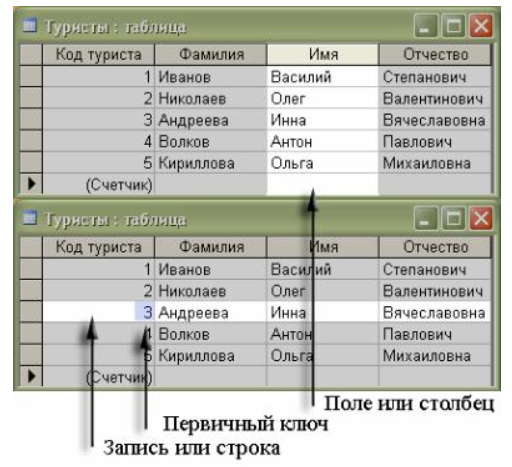 Туристы : таблица
Код туриста Фамилия Имя Отчество
1 Иванов Василий Степанович
2 Николаев Олег Валентинович
3 Андреева Инна Вячеславовна
4 Волков Антон Павлович
5 Кириллова Ольга Михаиловна
(Счетчик)
Туристы : таблица
Код туриста Фамилия Имя Отчество
1 Иванов Василий Степанович
2 Николаев Олег Валентинович
3 Андреева Инна Вячеславовна
4 Волков Антон Павлович
5 Кириллова Ольга Михаиловна
(Счетчик)
Поле или столбец
Первичный ключ
Запись или строка